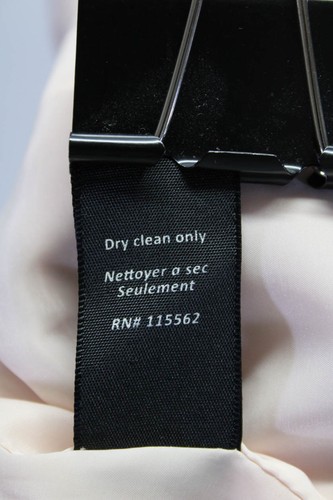 Dry clean only
Nettoyer a sec
Seulement
RN# 115562